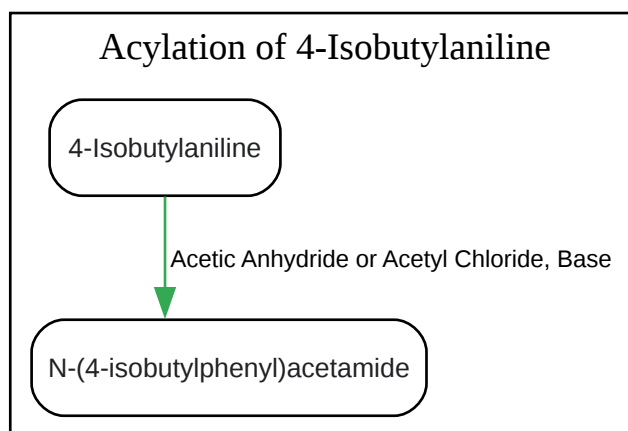 Acylation of 4-Isobutylaniline
4-Isobutylaniline
Acetic Anhydride or Acetyl Chloride, Base
N-(4-isobutylphenyl)acetamide